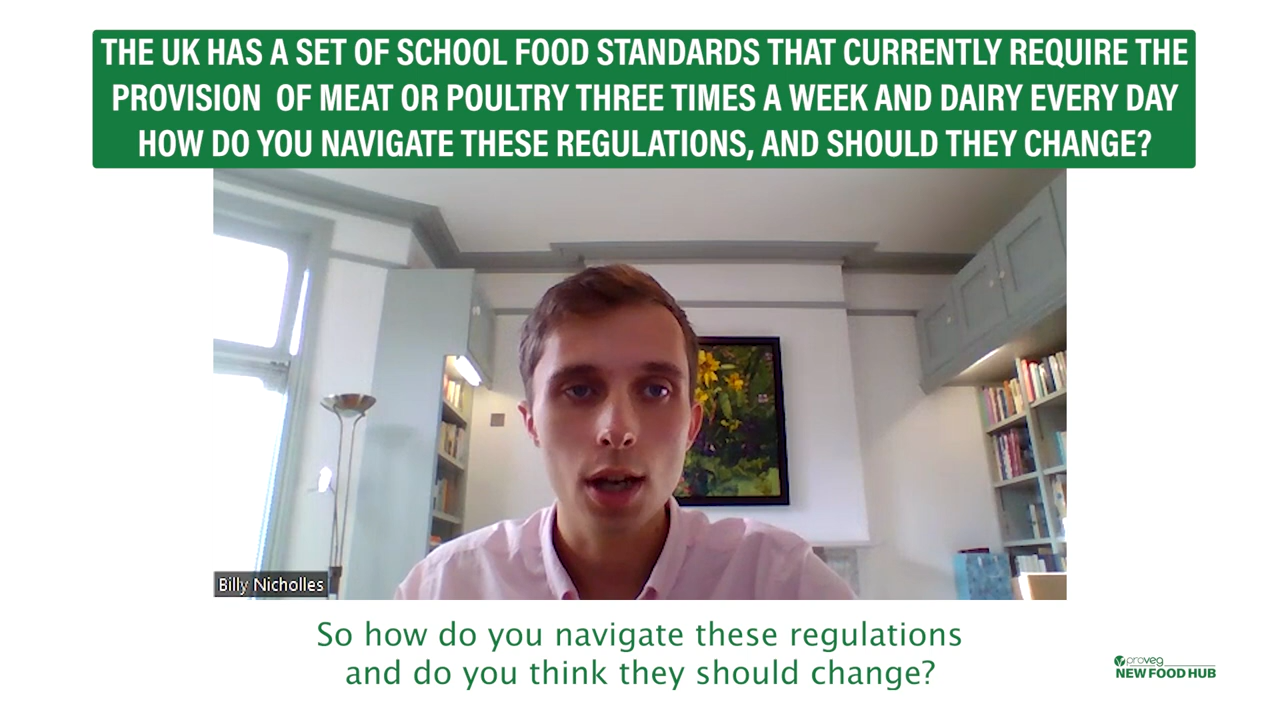 THE UK HAS A SET OF SCHOOL FOOD STANDARDS THAT CURRENTLY REQUIRE THE
PROVISION OF MEAT OR POULTRY THREE TIMES A WEEK AND DAIRY EVERY DAY
HOW DO YOU NAVIGATE THESE REGULATIONS, AND SHOULD THEY CHANGE?
Billy Nicholles
So how do you navigate these regulations
and do you think they should change?
proveg
NEW FOOD HUB